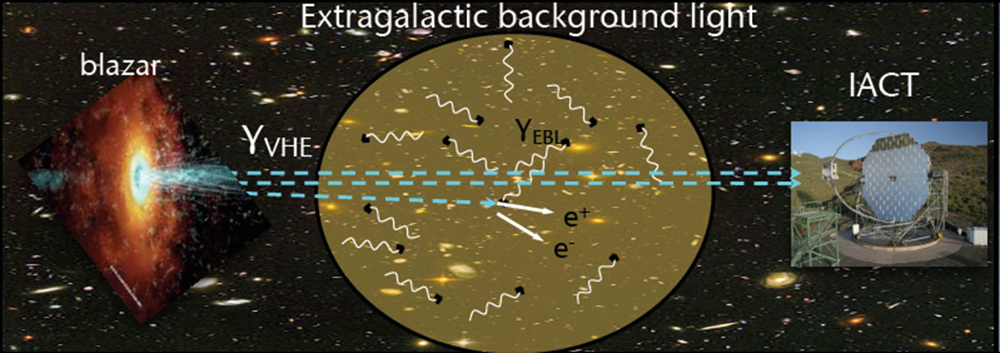 Extragalactic background light
blazar
IACT
γVHE
γEBL
e+
e-